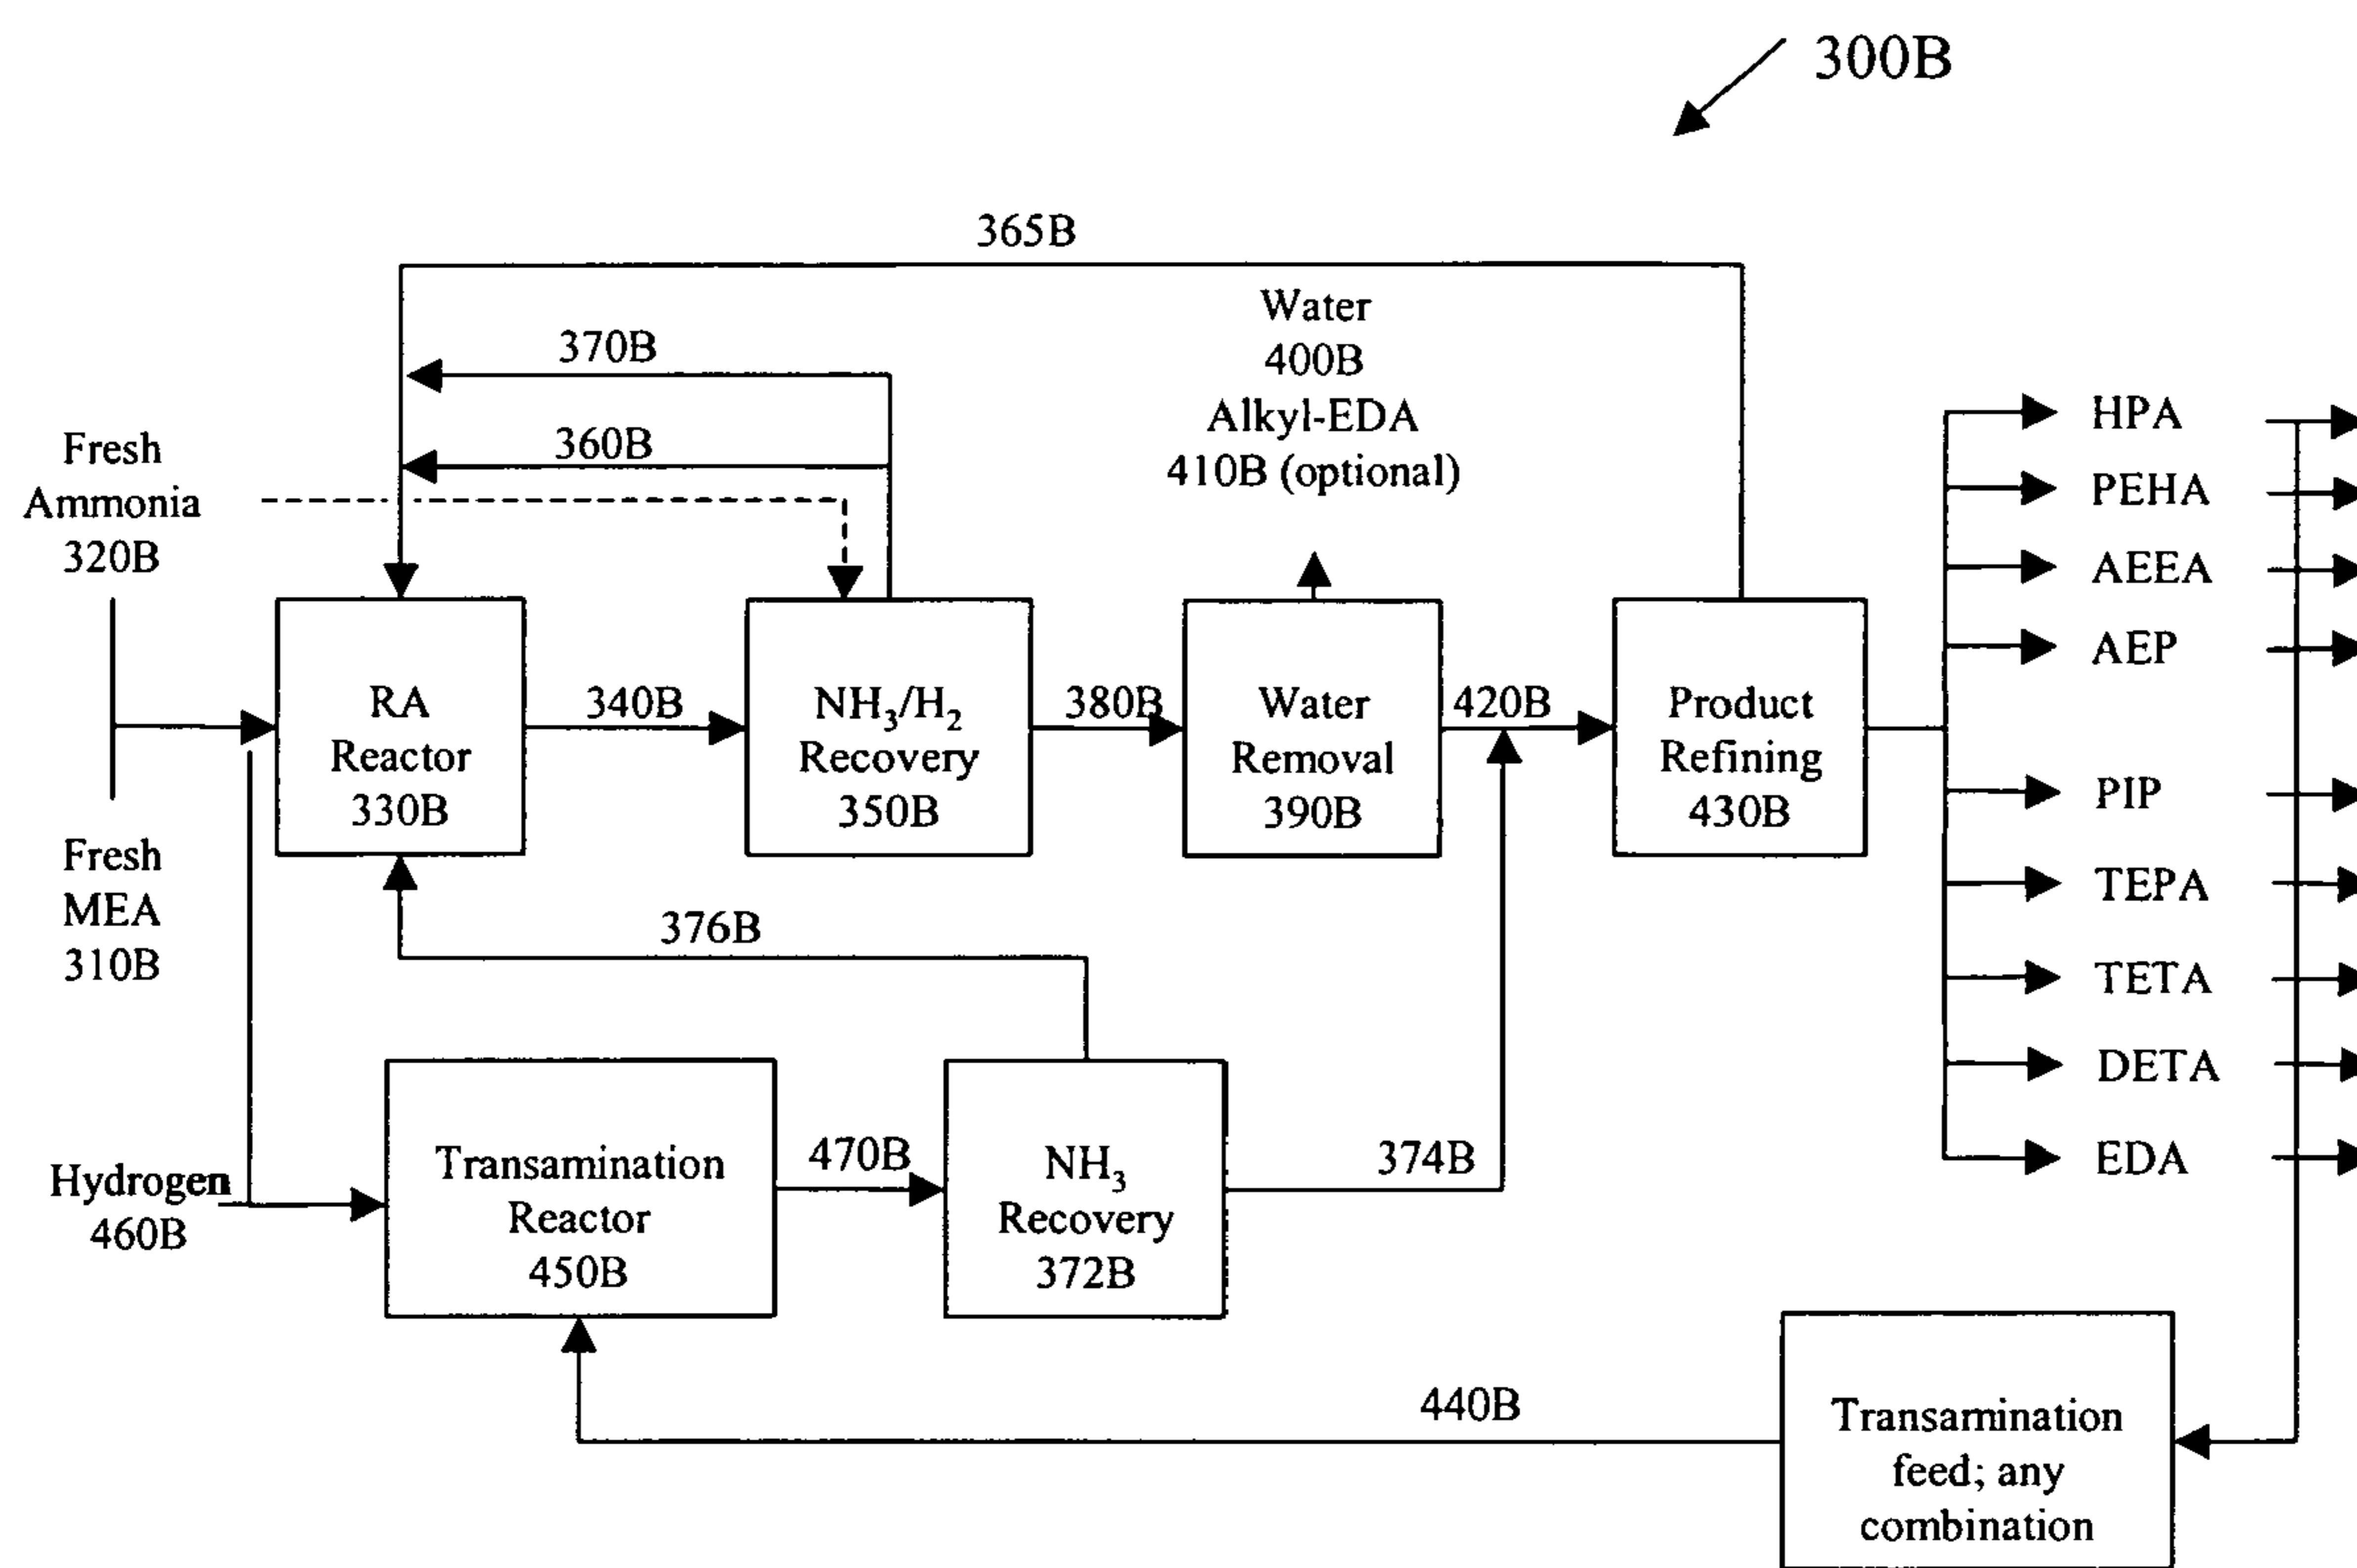 300B
365B
Water
400B
Alkyl-EDA
410B (optional)
370B
360B
Fresh
Ammonia
320B
HPA
PEHA
AEEA
AEP
PIP
TEPA
TETA
DETA
EDA
RA
Reactor
330B
340B
NH₃/H₂
Recovery
350B
380B
Water
Removal
390B
420B
Product
Refining
430B
Fresh
MEA
310B
376B
Hydrogen
460B
Transamination
Reactor
450B
470B
NH₃
Recovery
372B
374B
440B
Transamination
feed; any
combination